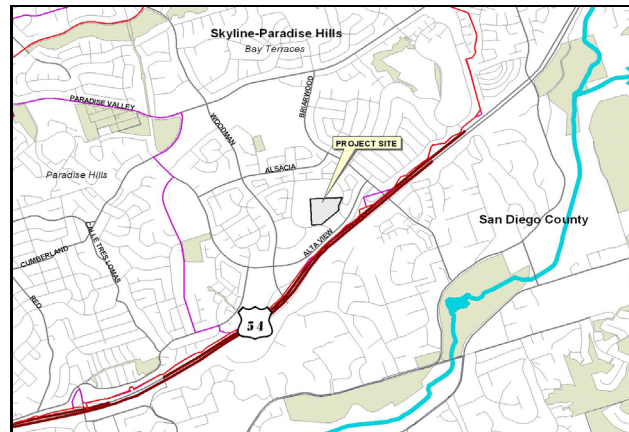 Skyline-Paradise Hills
Bay Terraces
PARADISE VALLEY
WOODMAN
BRIARWOOD
PROJECT SITE
ALSACIA
Paradise Hills
San Diego County
ALTA VIEW
CALLE TRES LOMAS
CUMBERLAND
REO
54